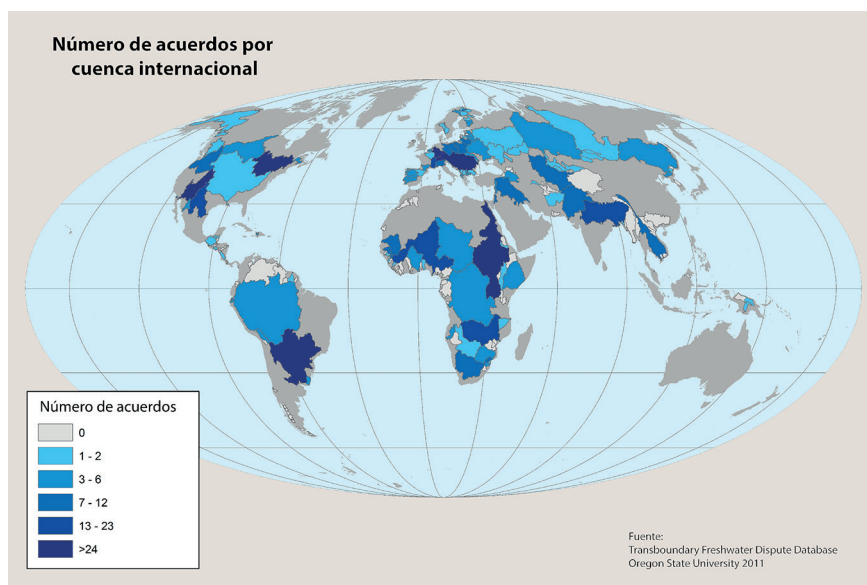 Número de acuerdos por
cuenca internacional
Número de acuerdos
0
1 - 2
3 - 6
7 - 12
13 - 23
>24
Fuente:
Transboundary Freshwater Dispute Database
Oregon State University 2011